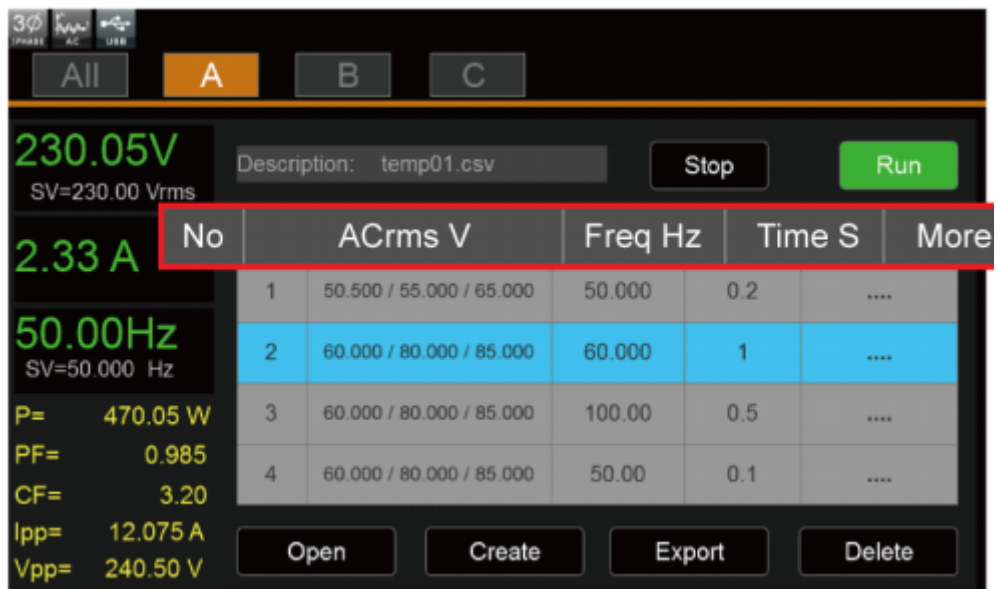 3Ø
3PHASE AC USB
All A B C
230.05V
SV=230.00 Vrms
Description: temp01.csv Stop Run
No ACrms V Freq Hz Time S More
2.33 A
1 50.500 / 55.000 / 65.000 50.000 0.2 ....
50.00Hz
SV=50.000 Hz
2 60.000 / 80.000 / 85.000 60.000 1 ....
P= 470.05 W
3 60.000 / 80.000 / 85.000 100.00 0.5 ....
PF= 0.985
4 60.000 / 80.000 / 85.000 50.00 0.1 ....
CF= 3.20
Ipp= 12.075 A
Vpp= 240.50 V
Open Create Export Delete